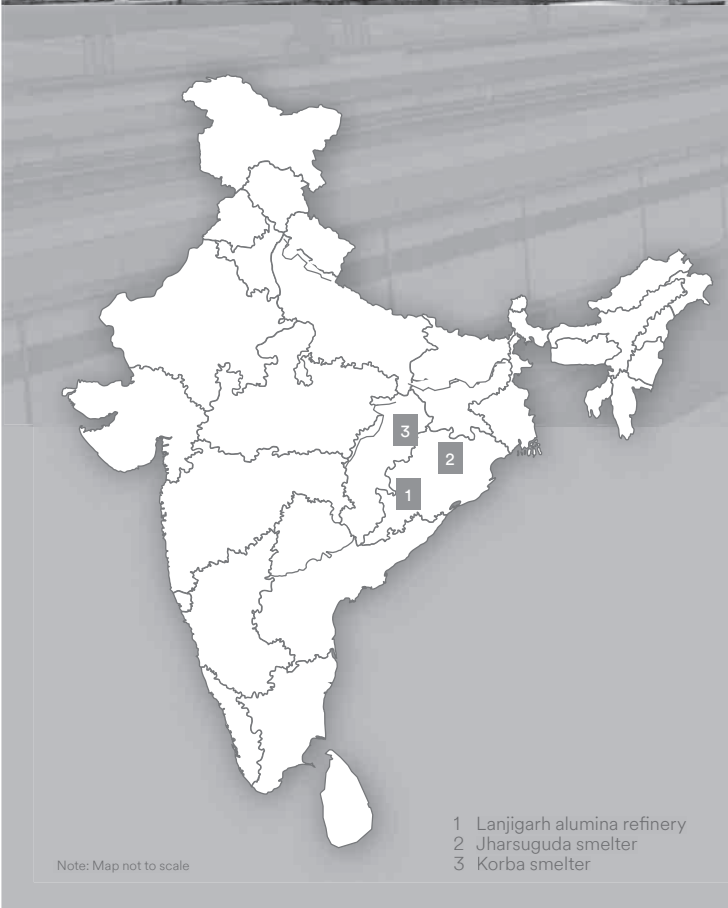 3
2
1
1 Lanjigarh alumina refinery
2 Jharsuguda smelter
3 Korba smelter
Note: Map not to scale